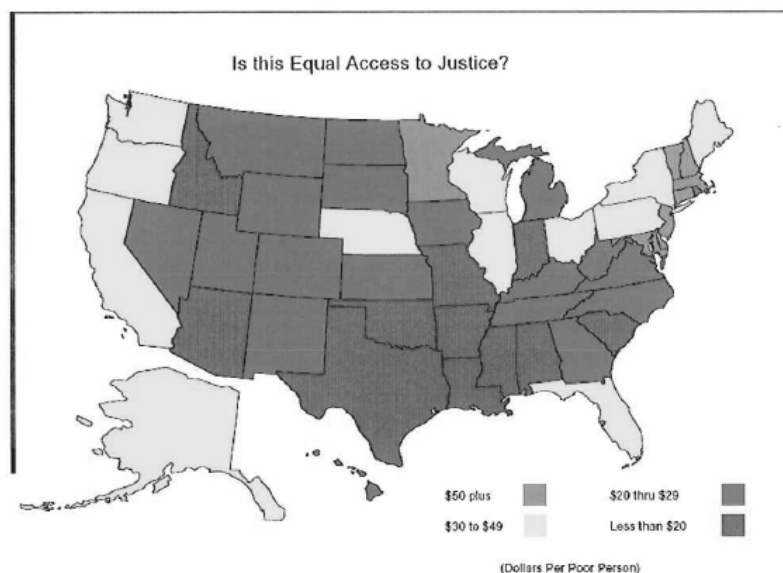 Is this Equal Access to Justice?
$50 plus
$20 thru $29
$30 to $49
Less than $20
(Dollars Per Poor Person)